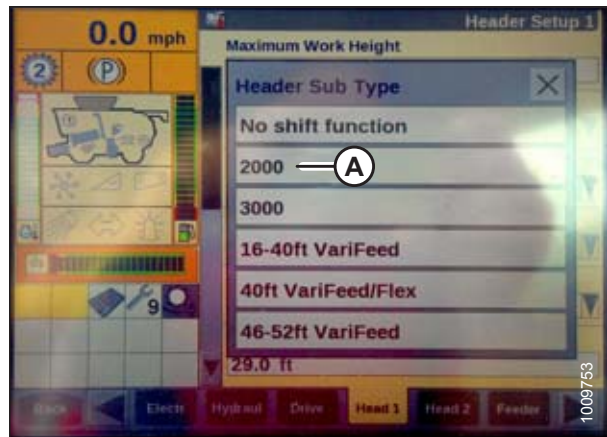 0.0 mph
Header Setup 1
Maximum Work Height
2
(P)
Header Sub Type
No shift function
2000
A
3000
16-40ft VariFeed
40ft VariFeed/Flex
9
46-52ft VariFeed
29.0 ft
Back
Electr
Hydraul
Drive
Head 1
Head 2
Feeder
1009753